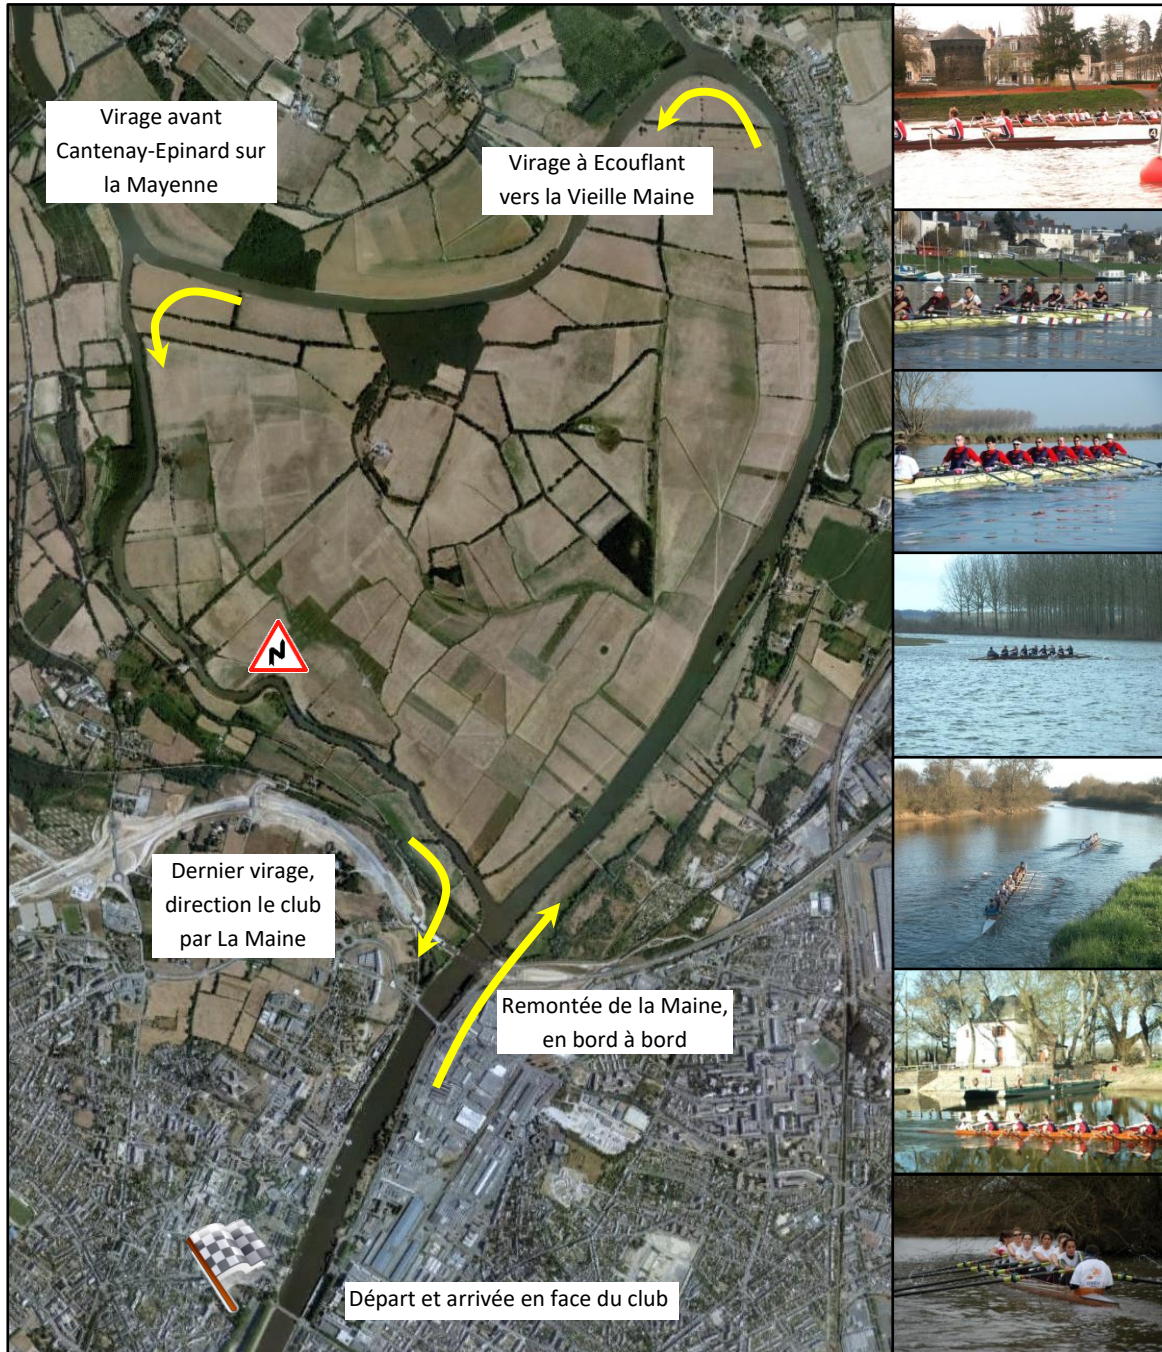 Virage avant
Cantenay-Epinard sur
la Mayenne
Virage à Ecouflant
vers la Vieille Maine
Dernier virage,
direction le club
par La Maine
Remontée de la Maine,
en bord à bord
Départ et arrivée en face du club